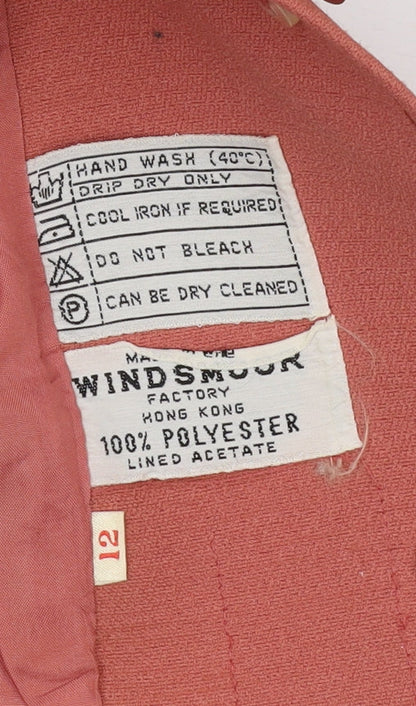 HAND WASH (40°C)
DRIP DRY ONLY
COOL IRON IF REQUIRED
DO NOT BLEACH
P
CAN BE DRY CLEANED
WINDSMOOR
FACTORY
HONG KONG
100% POLYESTER
LINED ACETATE
12